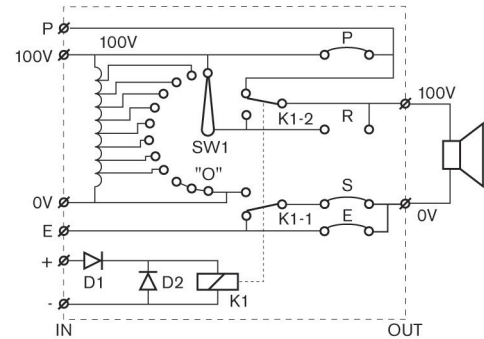 P
100V
100V
P
100V
K1-2
R
SW1
"O"
0V
S
K1-1
E
0V
E
+
D1
D2
K1
-
IN
OUT